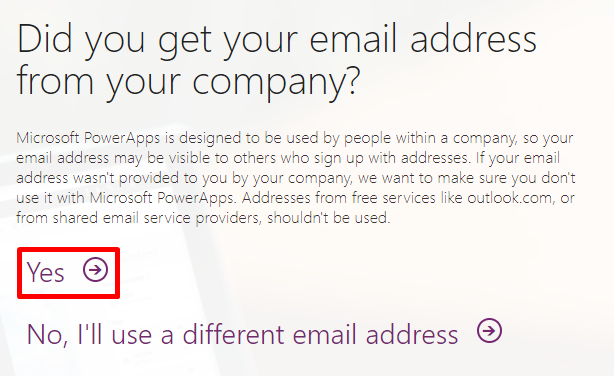 Did you get your email address
from your company?
Microsoft PowerApps is designed to be used by people within a company, so your
email address may be visible to others who sign up with addresses. If your email
address wasn't provided to you by your company, we want to make sure you don't
use it with Microsoft PowerApps. Addresses from free services like outlook.com, or
from shared email service providers, shouldn't be used.
Yes
No, I'll use a different email address